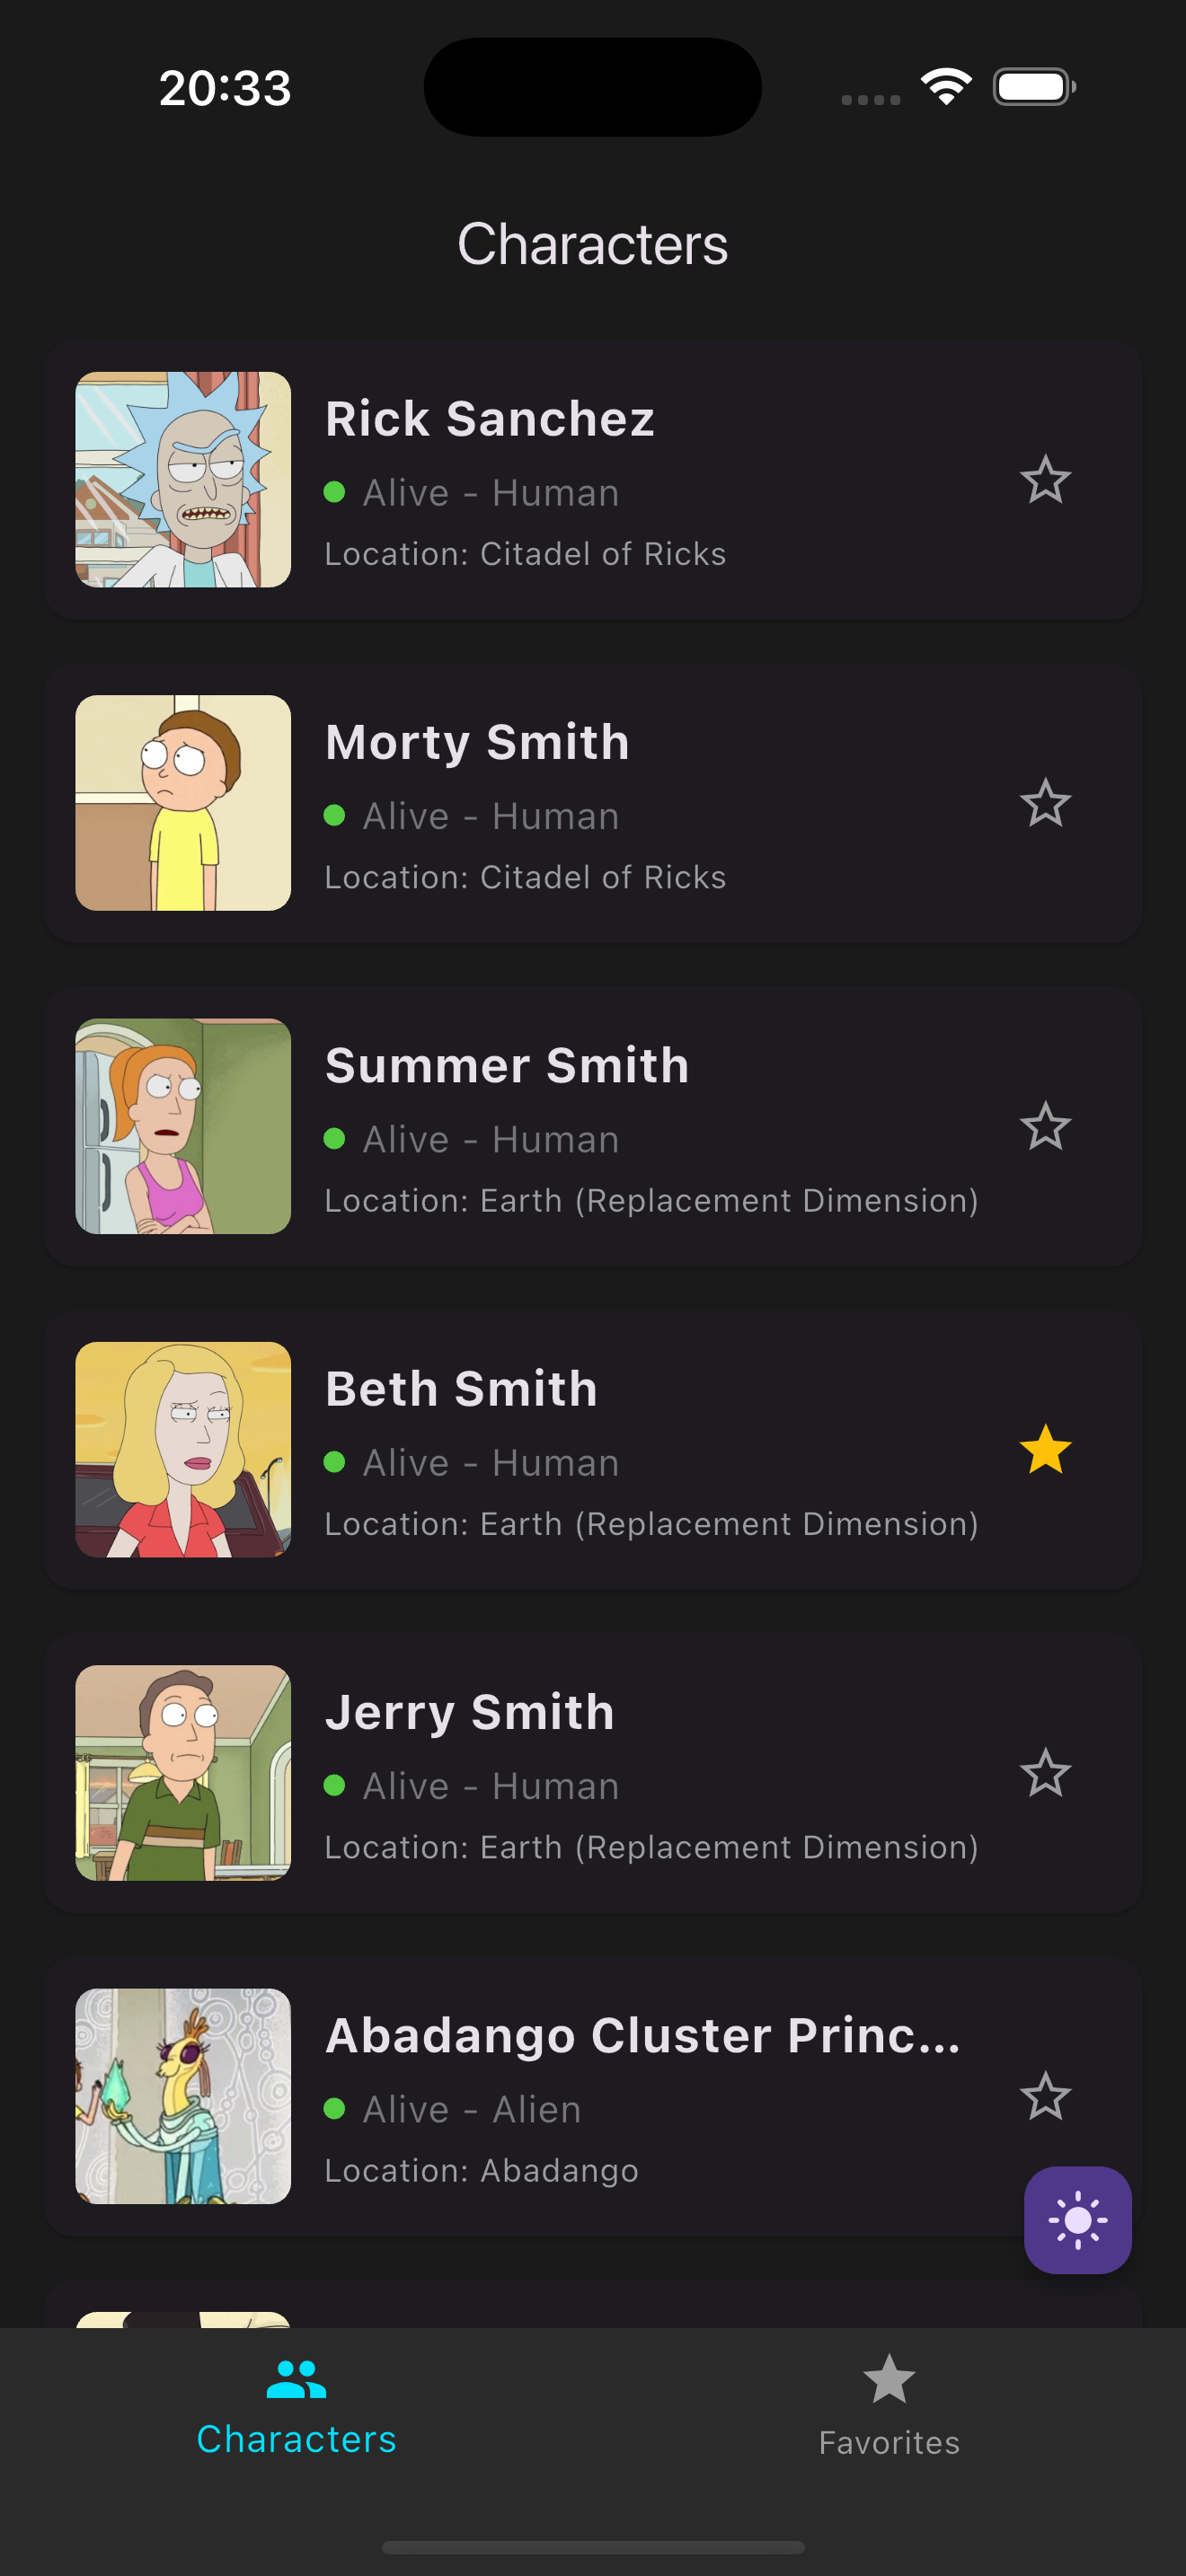 20:33
Characters
Rick Sanchez
Alive - Human
Location: Citadel of Ricks
Morty Smith
Alive - Human
Location: Citadel of Ricks
Summer Smith
Alive - Human
Location: Earth (Replacement Dimension)
Beth Smith
Alive - Human
Location: Earth (Replacement Dimension)
Jerry Smith
Alive - Human
Location: Earth (Replacement Dimension)
Abadango Cluster Princ...
Alive - Alien
Location: Abadango
Characters
Favorites